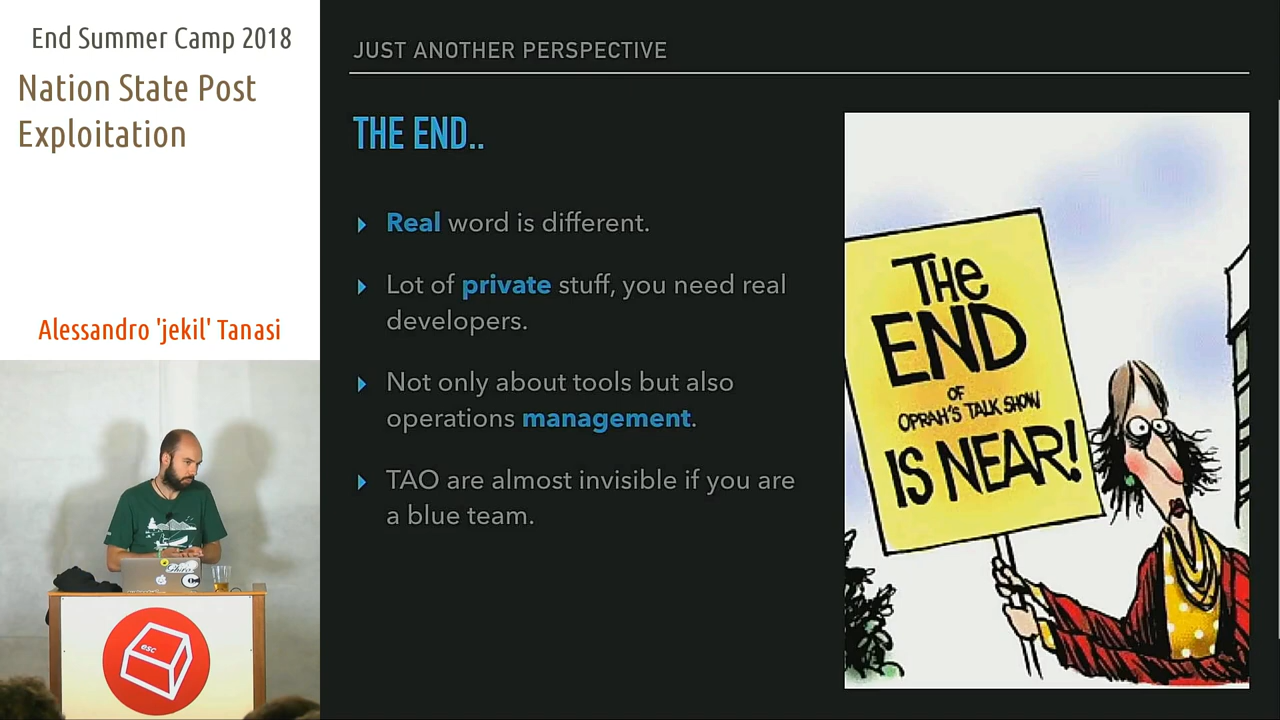 End Summer Camp 2018
Nation State Post
Exploitation
Alessandro 'jekil' Tanasi
esc
JUST ANOTHER PERSPECTIVE
THE END..
Real word is different.
Lot of private stuff, you need real
developers.
Not only about tools but also
operations management.
TAO are almost invisible if you are
a blue team.
THE
END
OF
OPRAH'S TALK SHOW
IS NEAR!